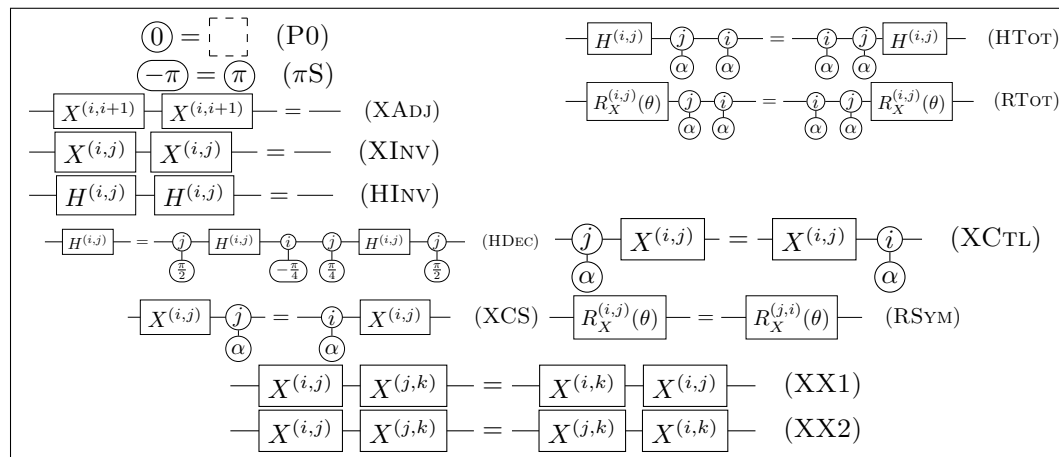 0 = (P0)
−π = π (πS)
X^(i,i+1) X^(i,i+1) = (XADJ)
X^(i,j) X^(i,j) = (XINV)
H^(i,j) H^(i,j) = (HINV)
H^(i,j) j α i α = i α j α H^(i,j) (HTOT)
R_X^(i,j)(θ) j α i α = i α j α R_X^(i,j)(θ) (RTOT)
H^(i,j) = j π/2 H^(i,j) i −π/4 j π/4 H^(i,j) j π/2 (HDEC)
j α X^(i,j) = X^(i,j) i α (XCTL)
X^(i,j) j α = i α X^(i,j) (XCS)
R_X^(i,j)(θ) = R_X^(j,i)(θ) (RSYM)
X^(i,j) X^(j,k) = X^(i,k) X^(i,j) (XX1)
X^(i,j) X^(j,k) = X^(j,k) X^(i,k) (XX2)